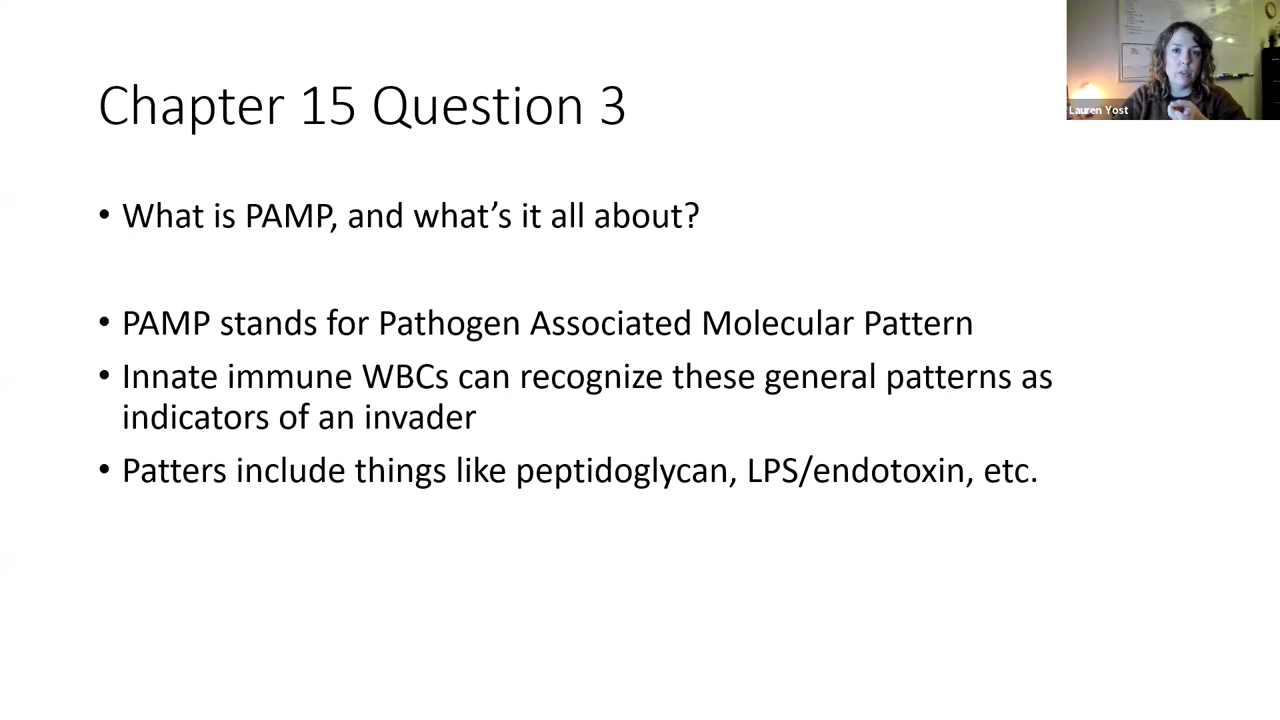 Lauren Yost
Chapter 15 Question 3
• What is PAMP, and what’s it all about?
• PAMP stands for Pathogen Associated Molecular Pattern
• Innate immune WBCs can recognize these general patterns as
indicators of an invader
• Patters include things like peptidoglycan, LPS/endotoxin, etc.